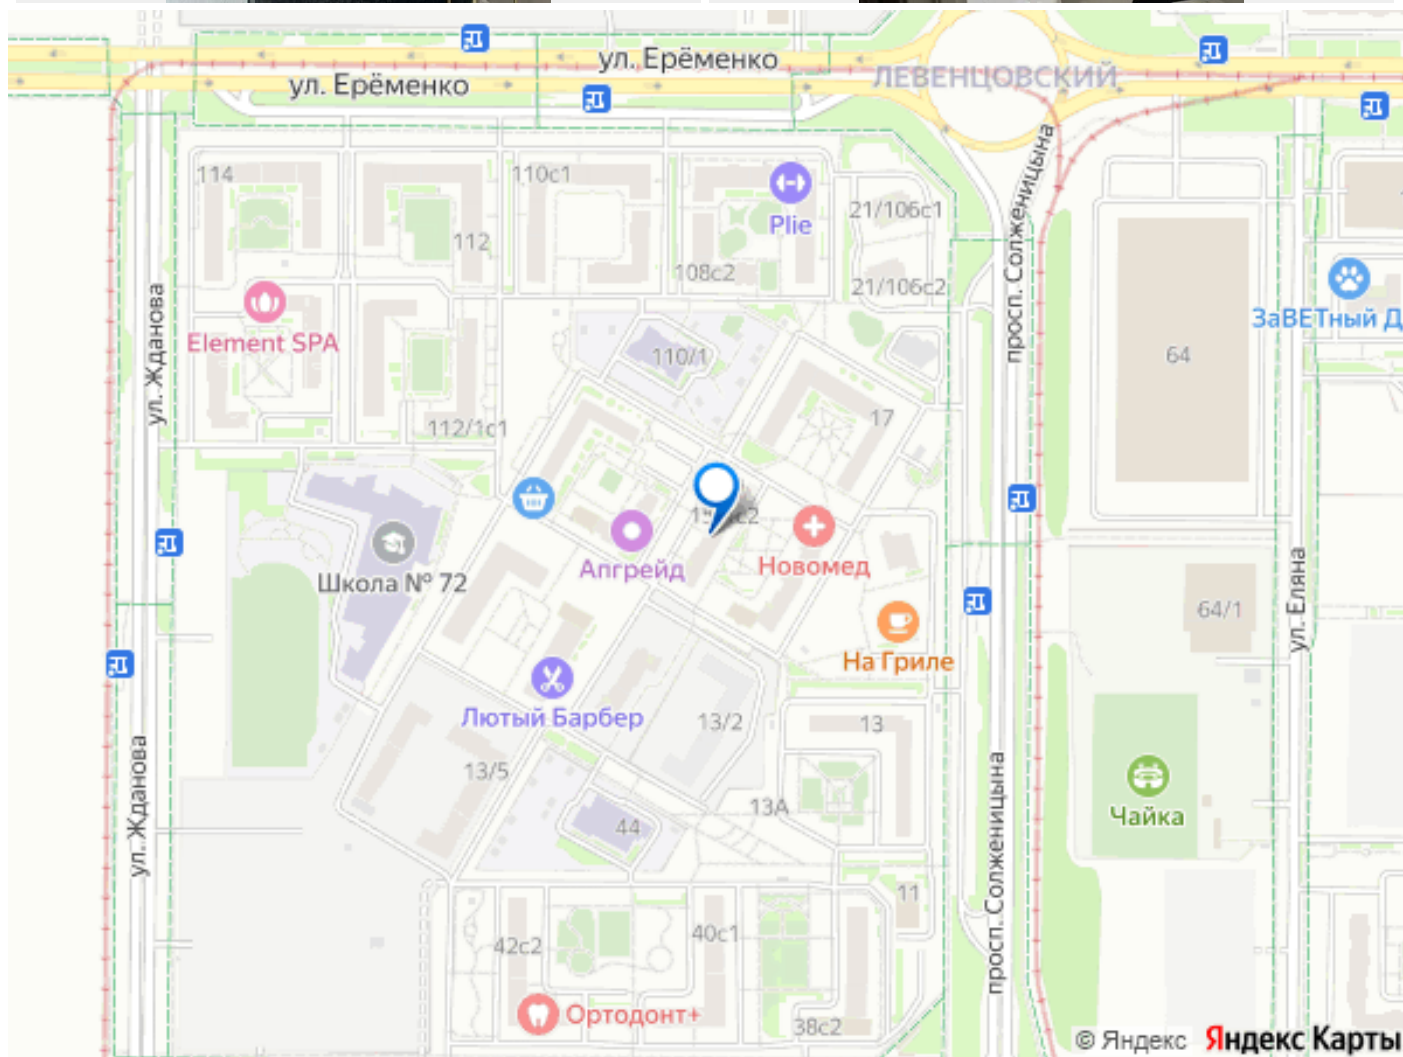 ул. Ерёменко
ул. Ерёменко
ЛЕВЕНЦОВСКИЙ
114
110с1
Plie
21/106с1
112
108с2
21/106с2
просп. Солженицына
ЗаВЕТный Д
Element SPA
ул. Жданова
110/1
64
112/1с1
17
Школа № 72
Апгрейд
Новомед
64/1
ул. Еляна
На Гриле
Лютый Барбер
13/2
13
13/5
13А
Чайка
44
ул. Жданова
просп. Солженицына
11
42с2
40с1
Ортодонт+
38с2
© Яндекс Яндекс Карты